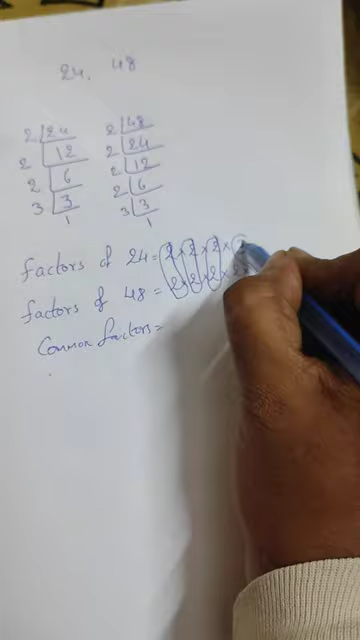 24, 48
2 24 2 48
2 12 2 24
2 6 2 12
3 3 2 6
1 3 3
1
factors of 24 = 2 × 2 × 2 ×
factors of 48 = 2 × 2 × 2 × 2
Common factors =